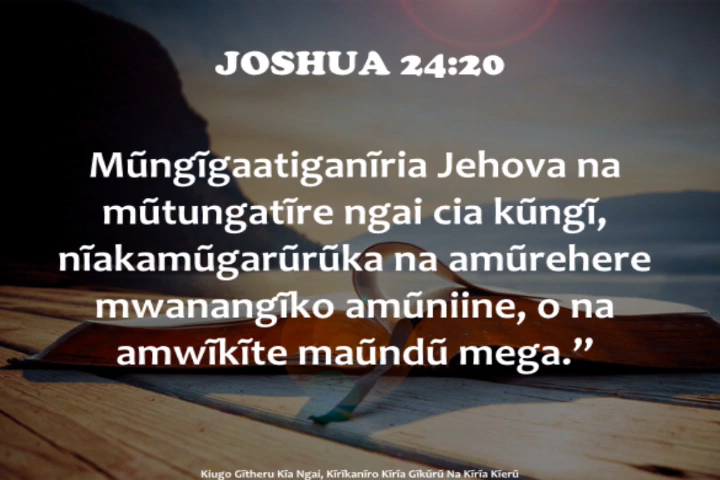 JOSHUA 24:20
Mũngĩgaatiganĩria Jehova na
mũtungatĩre ngai cia kũngĩ,
nĩakamũgarũrũka na amũrehere
mwanangĩko amũniine, o na
amwĩkĩte maũndũ mega.”
Kiugo Gĩtheru Kĩa Ngai, Kĩrĩkanĩro Kĩrĩa Gĩkũrũ Na Kĩrĩa Kĩerũ